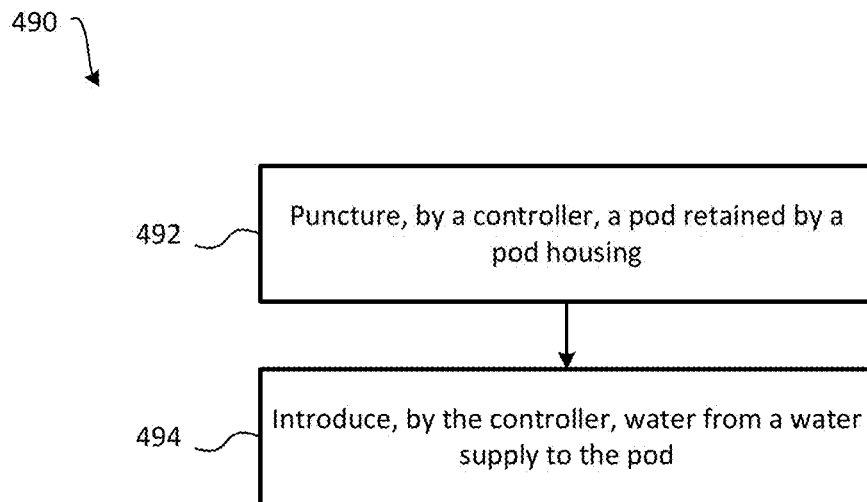 490
492
Puncture, by a controller, a pod retained by a
pod housing
494
Introduce, by the controller, water from a water
supply to the pod